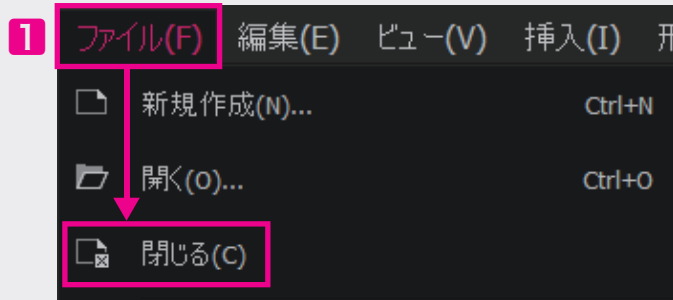 1 ファイル(F) 編集(E) ビュー(V) 挿入(I)
新規作成(N)... Ctrl+N
開く(O)... Ctrl+O
閉じる(C)